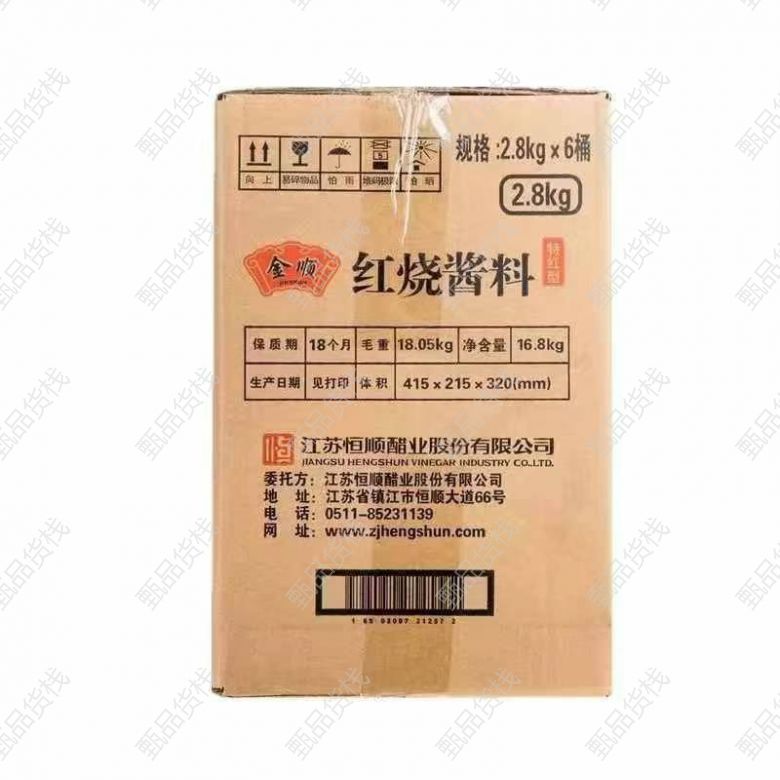 规格:2.8kg×6桶
向上 易碎物品 怕雨 堆码极限 怕晒
5
2.8kg
金顺
JINSHUN
红烧酱料
特红型
保质期 18个月 毛重 18.05kg 净含量 16.8kg
生产日期 见打印 体积 415×215×320(mm)
江苏恒顺醋业股份有限公司
JIANGSU HENGSHUN VINEGAR INDUSTRY CO.,LTD.
委托方：江苏恒顺醋业股份有限公司
地 址：江苏省镇江市恒顺大道66号
电 话：0511-85231139
网 址：www.zjhengshun.com
甄品货栈